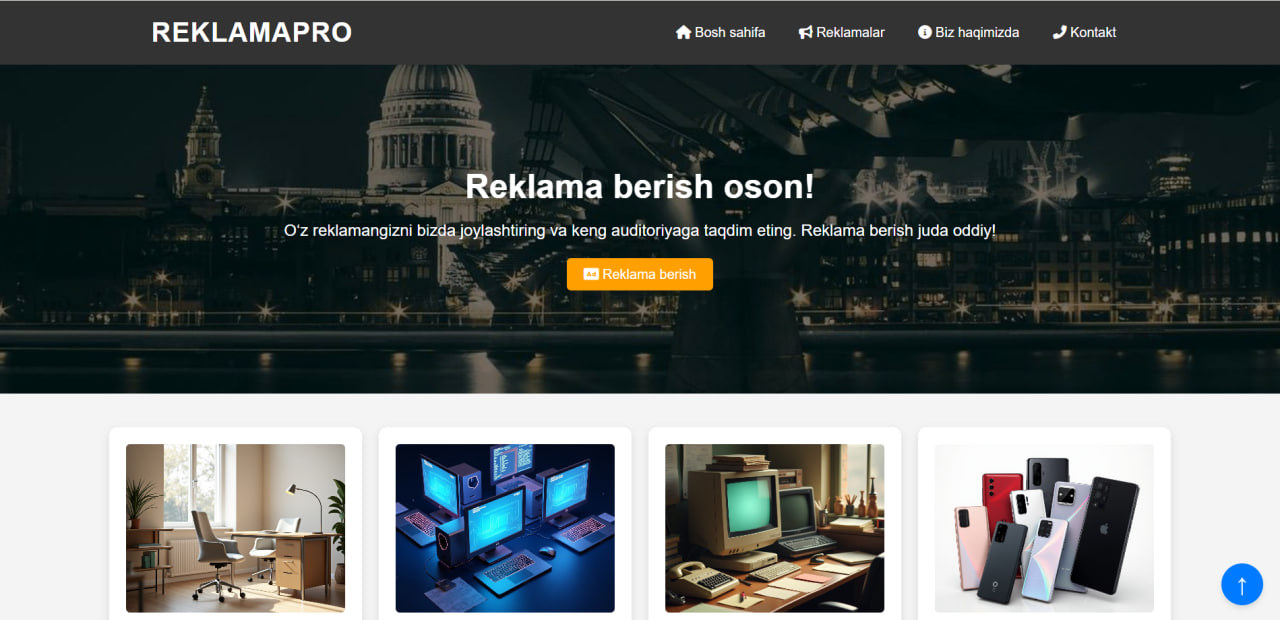 REKLAMAPRO
Bosh sahifa
Reklamalar
Biz haqimizda
Kontakt
Reklama berish oson!
O'z reklamangizni bizda joylashtiring va keng auditoriyaga taqdim eting. Reklama berish juda oddiy!
Ad Reklama berish
↑